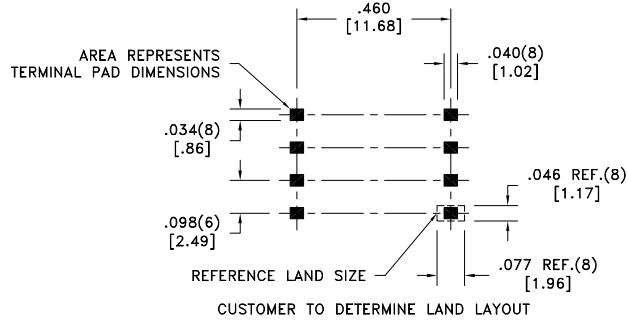 .460
[11.68]
AREA REPRESENTS
TERMINAL PAD DIMENSIONS
.040(8)
[1.02]
.034(8)
[.86]
.046 REF.(8)
[1.17]
.098(6)
[2.49]
.077 REF.(8)
[1.96]
REFERENCE LAND SIZE
CUSTOMER TO DETERMINE LAND LAYOUT